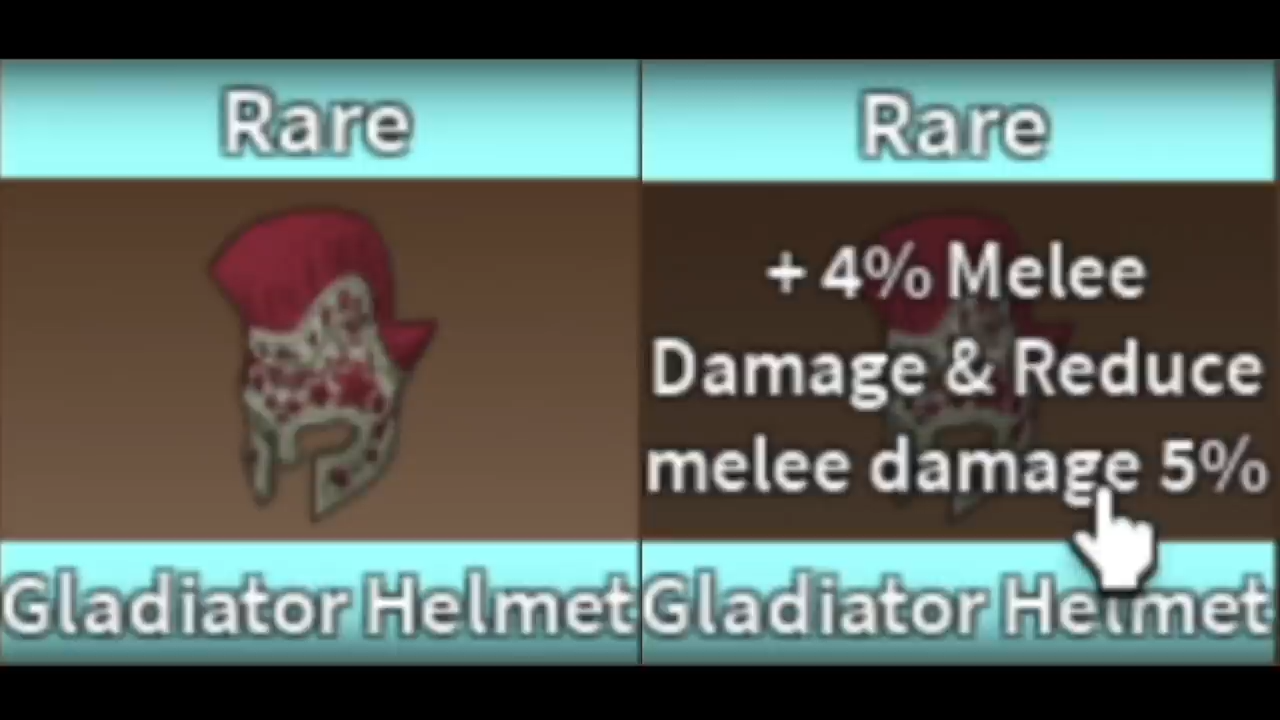 Rare
Gladiator Helmet
Rare
+ 4% Melee
Damage & Reduce
melee damage 5%
Gladiator Helmet